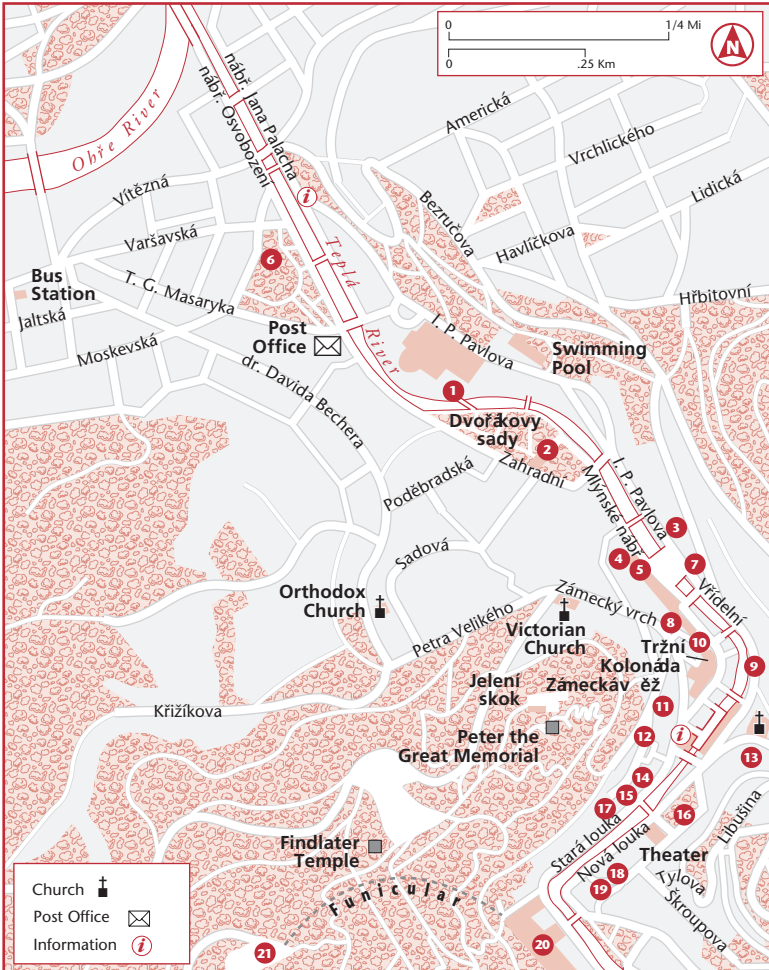 0 1/4 Mi
0 .25 Km
N
Ohře River
nábř. Jana Palacha
nábř. Osvobození
Americká
Vrchlického
Lidická
Bezručova
Havlíčkova
Hřbitovní
Vítězná
Varšavská
i
6
Teplá
River
Bus
Station
T. G. Masaryka
Jaltská
Moskevská
Post
Office
dr. Davida Bechera
I. P. Pavlova
Swimming
Pool
1
Dvořákovy
sady
2
Zahradní
Poděbradská
Sadová
I. P. Pavlova
Mlýnské nábř.
3
4
5
7
Vřídelní
Orthodox
Church
Petra Velikého
Zámecký vrch
Victorian
Church
8
10
Tržní
Kolonáda
9
Zámeckáv ěž
Jelení
skok
11
Křižíkova
Peter the
Great Memorial
12
i
13
14
15
17
16
Stará louka
Nová louka
Libušina
Theater
Tylova
Škroupova
18
19
Findlater
Temple
Funicular
20
21
Church
Post Office
Information i